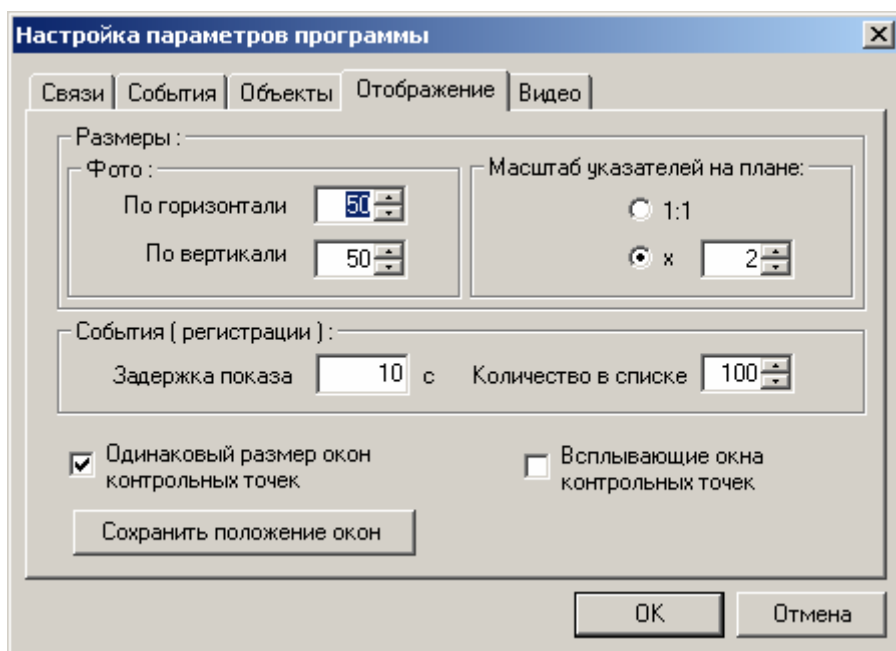 Настройка параметров программы
Связи События Объекты Отображение Видео
Размеры :
Фото : Масштаб указателей на плане:
По горизонтали 50 1:1
По вертикали 50 x 2
События ( регистрации ) :
Задержка показа 10 с Количество в списке 100
Одинаковый размер окон Всплывающие окна
контрольных точек контрольных точек
Сохранить положение окон
OK Отмена